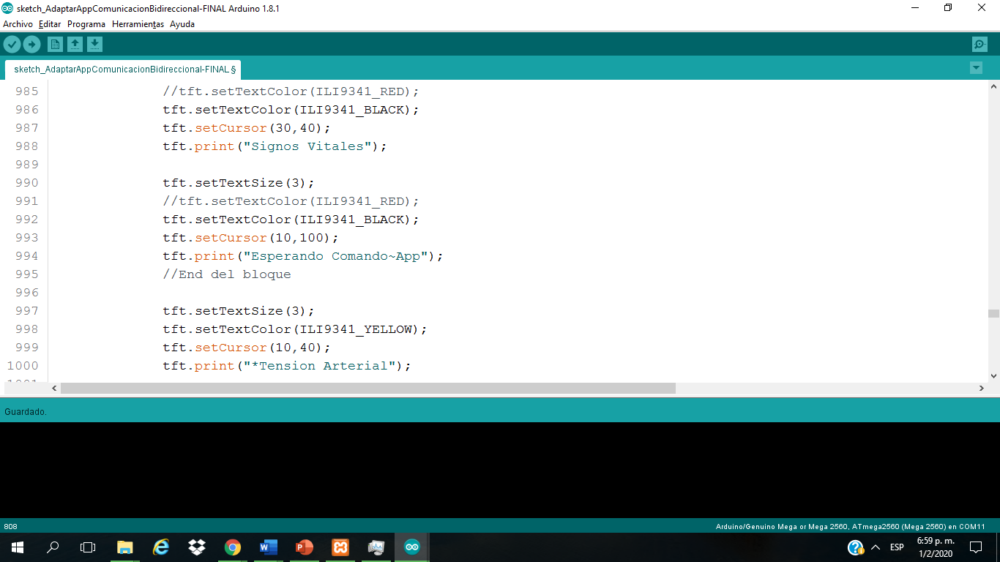 sketch_AdaptarAppComunicacionBidireccional-FINAL Arduino 1.8.1
Archivo Editar Programa Herramientas Ayuda
sketch_AdaptarAppComunicacionBidireccional-FINAL §
985 //tft.setTextColor(ILI9341_RED);
986 tft.setTextColor(ILI9341_BLACK);
987 tft.setCursor(30,40);
988 tft.print("Signos Vitales");
989
990 tft.setTextSize(3);
991 //tft.setTextColor(ILI9341_RED);
992 tft.setTextColor(ILI9341_BLACK);
993 tft.setCursor(10,100);
994 tft.print("Esperando Comando~App");
995 //End del bloque
996
997 tft.setTextSize(3);
998 tft.setTextColor(ILI9341_YELLOW);
999 tft.setCursor(10,40);
1000 tft.print("*Tension Arterial");
Guardado.
808 Arduino/Genuino Mega or Mega 2560, ATmega2560 (Mega 2560) en COM11
ESP
6:59 p. m.
1/2/2020